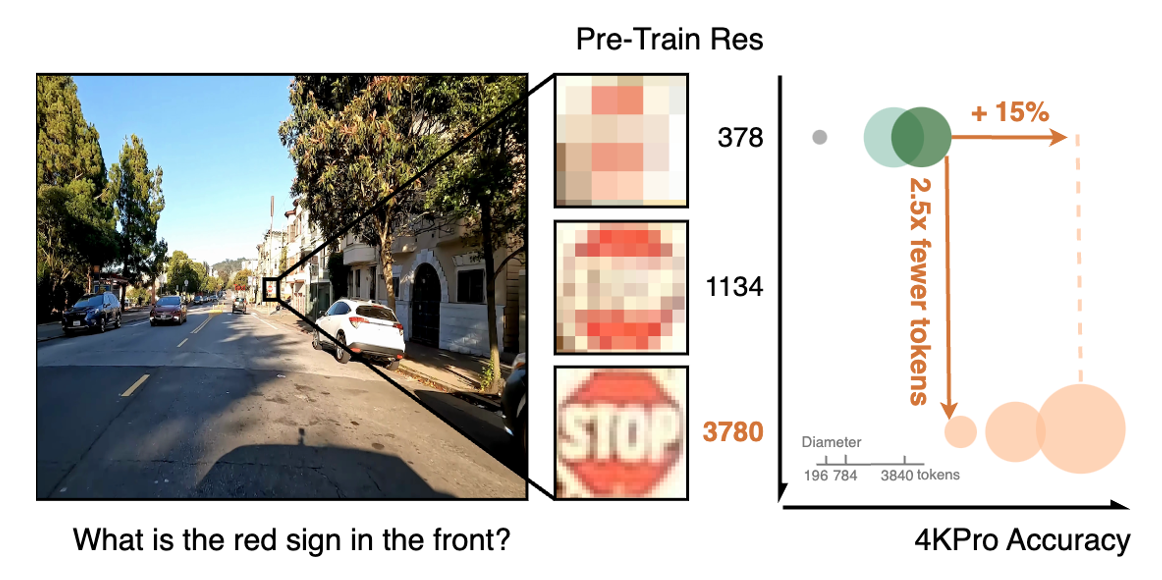 Pre-Train Res
378
1134
3780
STOP
What is the red sign in the front?
+ 15%
2.5x fewer tokens
Diameter
196 784 3840 tokens
4KPro Accuracy